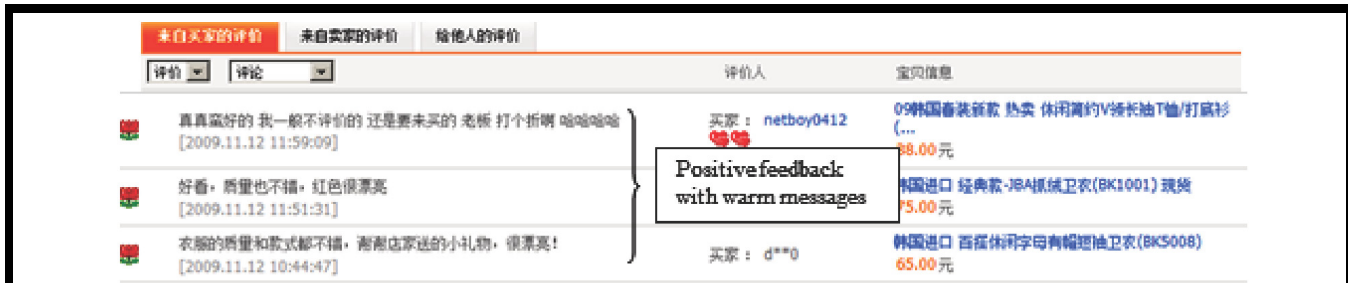 来自买家的评价 来自卖家的评价 给他人的评价
评价 评论 评价人 宝贝信息
真真蛮好的 我一般不评价的 还是要来买的 老板 打个折啊 哈哈哈哈
[2009.11.12 11:59:09]
买家： netboy0412
09韩国春装新款 热卖 休闲简约V领长袖T恤/打底衫
(...
38.00元
好看，质量也不错，红色很漂亮
[2009.11.12 11:51:31]
Positive feedback
with warm messages
韩国进口 经典款-JBA抓绒卫衣(BK1001) 现货
75.00元
衣服的质量和款式都不错，谢谢店家送的小礼物，很漂亮！
[2009.11.12 10:44:47]
买家： d**0
韩国进口 百搭休闲字母有帽短袖卫衣(BK5008)
65.00元